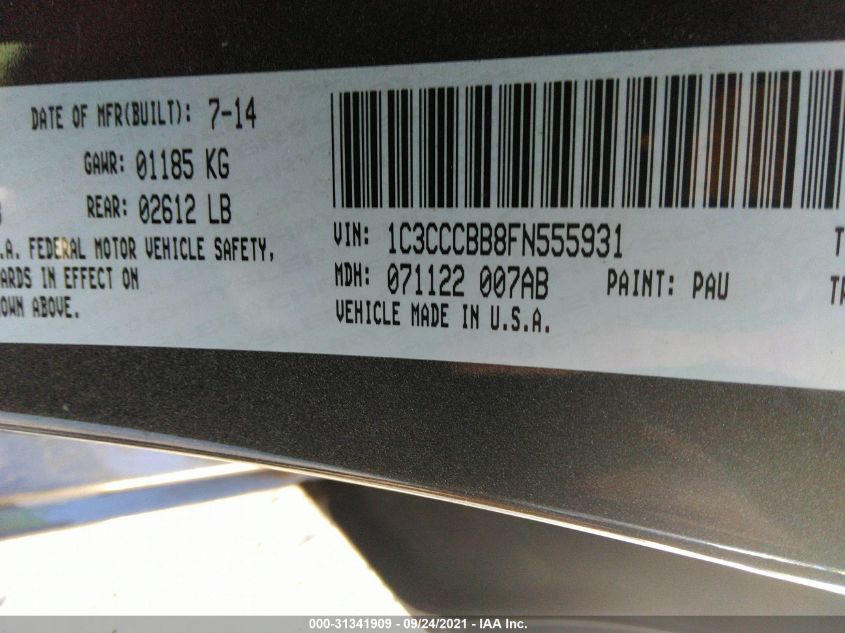 DATE OF MFR(BUILT): 7-14
GAWR: 01185 KG
REAR: 02612 LB
.A. FEDERAL MOTOR VEHICLE SAFETY,
ARDS IN EFFECT ON
OWN ABOVE.
VIN: 1C3CCCBB8FN555931
MDH: 071122 007AB PAINT: PAU
VEHICLE MADE IN U.S.A.
000-31341909 - 09/24/2021 - IAA Inc.